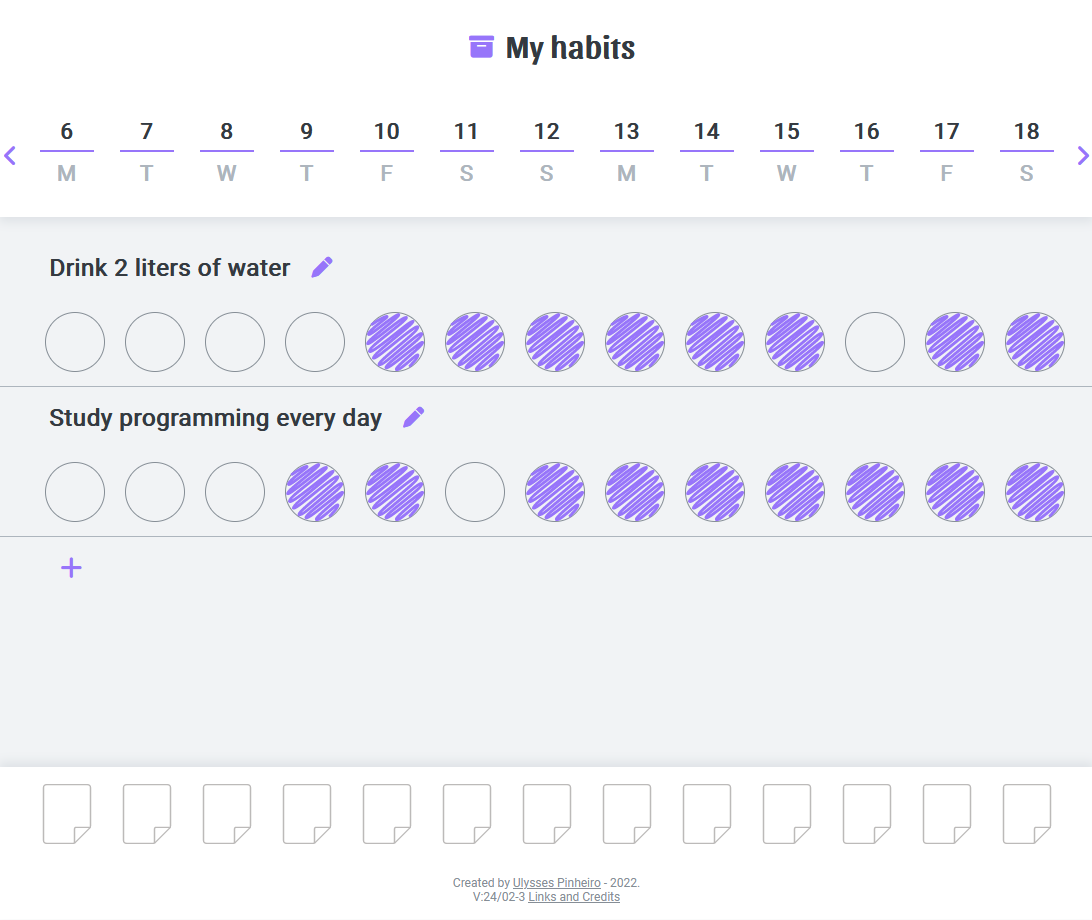 My habits
6 7 8 9 10 11 12 13 14 15 16 17 18
M T W T F S S M T W T F S
Drink 2 liters of water
Study programming every day
Created by Ulysses Pinheiro - 2022.
V:24/02-3 Links and Credits